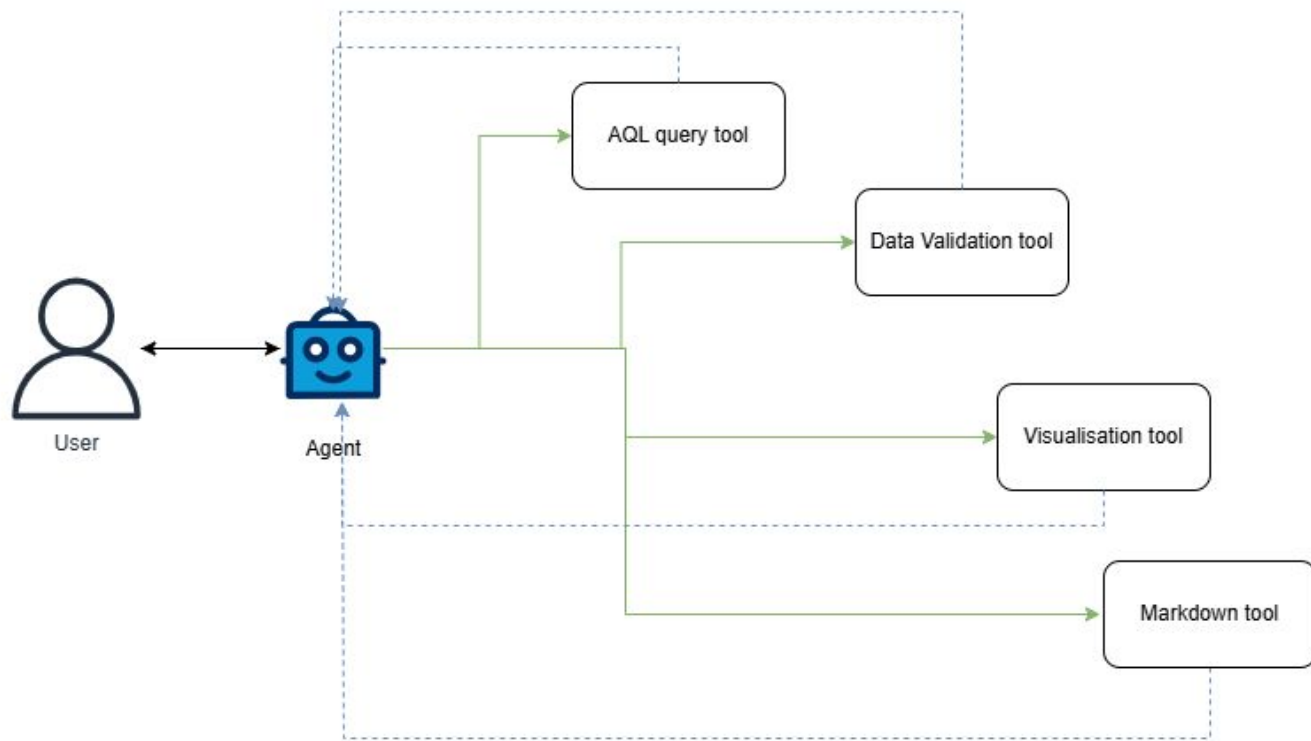 AQL query tool
Data Validation tool
User
Agent
Visualisation tool
Markdown tool